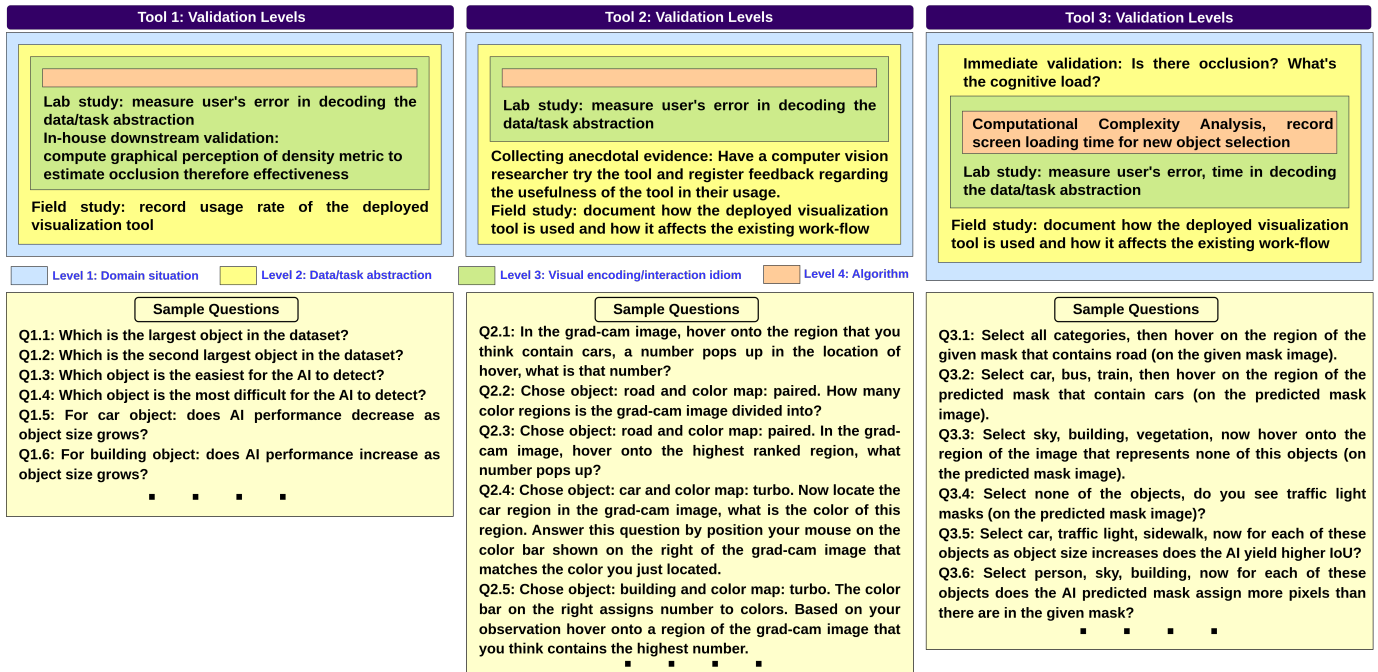 Tool 1: Validation Levels
Lab study: measure user's error in decoding the
data/task abstraction
In-house downstream validation:
compute graphical perception of density metric to
estimate occlusion therefore effectiveness
Field study: record usage rate of the deployed
visualization tool
Tool 2: Validation Levels
Lab study: measure user's error in decoding the
data/task abstraction
Collecting anecdotal evidence: Have a computer vision
researcher try the tool and register feedback regarding
the usefulness of the tool in their usage.
Field study: document how the deployed visualization
tool is used and how it affects the existing work-flow
Tool 3: Validation Levels
Immediate validation: Is there occlusion? What's
the cognitive load?
Computational Complexity Analysis, record
screen loading time for new object selection
Lab study: measure user's error, time in decoding
the data/task abstraction
Field study: document how the deployed visualization
tool is used and how it affects the existing work-flow
Level 1: Domain situation
Level 2: Data/task abstraction
Level 3: Visual encoding/interaction idiom
Level 4: Algorithm
Sample Questions
Q1.1: Which is the largest object in the dataset?
Q1.2: Which is the second largest object in the dataset?
Q1.3: Which object is the easiest for the AI to detect?
Q1.4: Which object is the most difficult for the AI to detect?
Q1.5: For car object: does AI performance decrease as
object size grows?
Q1.6: For building object: does AI performance increase as
object size grows?
Sample Questions
Q2.1: In the grad-cam image, hover onto the region that you
think contain cars, a number pops up in the location of
hover, what is that number?
Q2.2: Chose object: road and color map: paired. How many
color regions is the grad-cam image divided into?
Q2.3: Chose object: road and color map: paired. In the grad-
cam image, hover onto the highest ranked region, what
number pops up?
Q2.4: Chose object: car and color map: turbo. Now locate the
car region in the grad-cam image, what is the color of this
region. Answer this question by position your mouse on the
color bar shown on the right of the grad-cam image that
matches the color you just located.
Q2.5: Chose object: building and color map: turbo. The color
bar on the right assigns number to colors. Based on your
observation hover onto a region of the grad-cam image that
you think contains the highest number.
Sample Questions
Q3.1: Select all categories, then hover on the region of the
given mask that contains road (on the given mask image).
Q3.2: Select car, bus, train, then hover on the region of the
predicted mask that contain cars (on the predicted mask
image).
Q3.3: Select sky, building, vegetation, now hover onto the
region of the image that represents none of this objects (on
the predicted mask image).
Q3.4: Select none of the objects, do you see traffic light
masks (on the predicted mask image)?
Q3.5: Select car, traffic light, sidewalk, now for each of these
objects as object size increases does the AI yield higher IoU?
Q3.6: Select person, sky, building, now for each of these
objects does the AI predicted mask assign more pixels than
there are in the given mask?